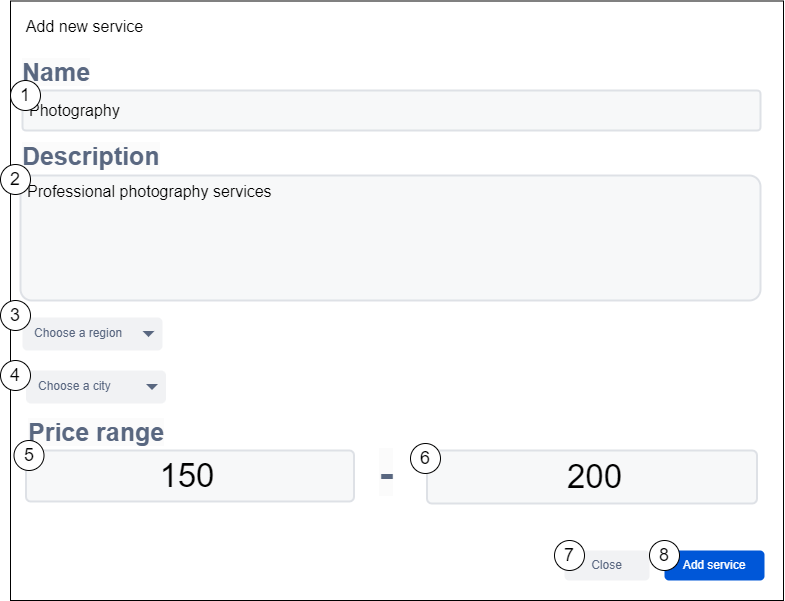 Add new service
Name
1
Photography
Description
2
Professional photography services
3
Choose a region
4
Choose a city
Price range
5
150
-
6
200
7
Close
8
Add service